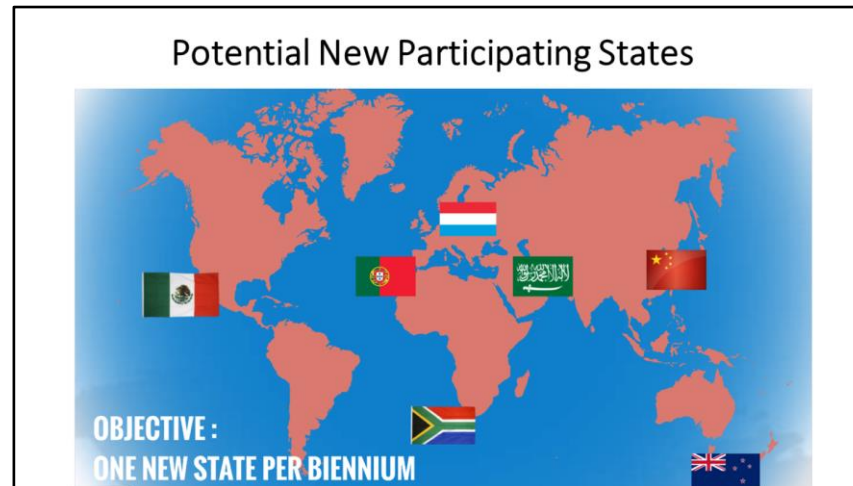 Potential New Participating States
OBJECTIVE :
ONE NEW STATE PER BIENNIUM